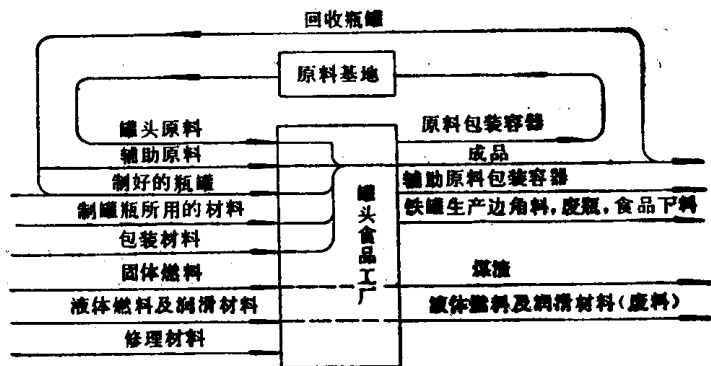 回收瓶罐
原料基地
罐头原料
原料包装容器
辅助原料
成品
制好的瓶罐
辅助原料包装容器
制罐瓶所用的材料
铁罐生产边角料，废瓶，食品下料
包装材料
罐头食品工厂
固体燃料
煤渣
液体燃料及润滑材料
液体燃料及润滑材料(废料)
修理材料